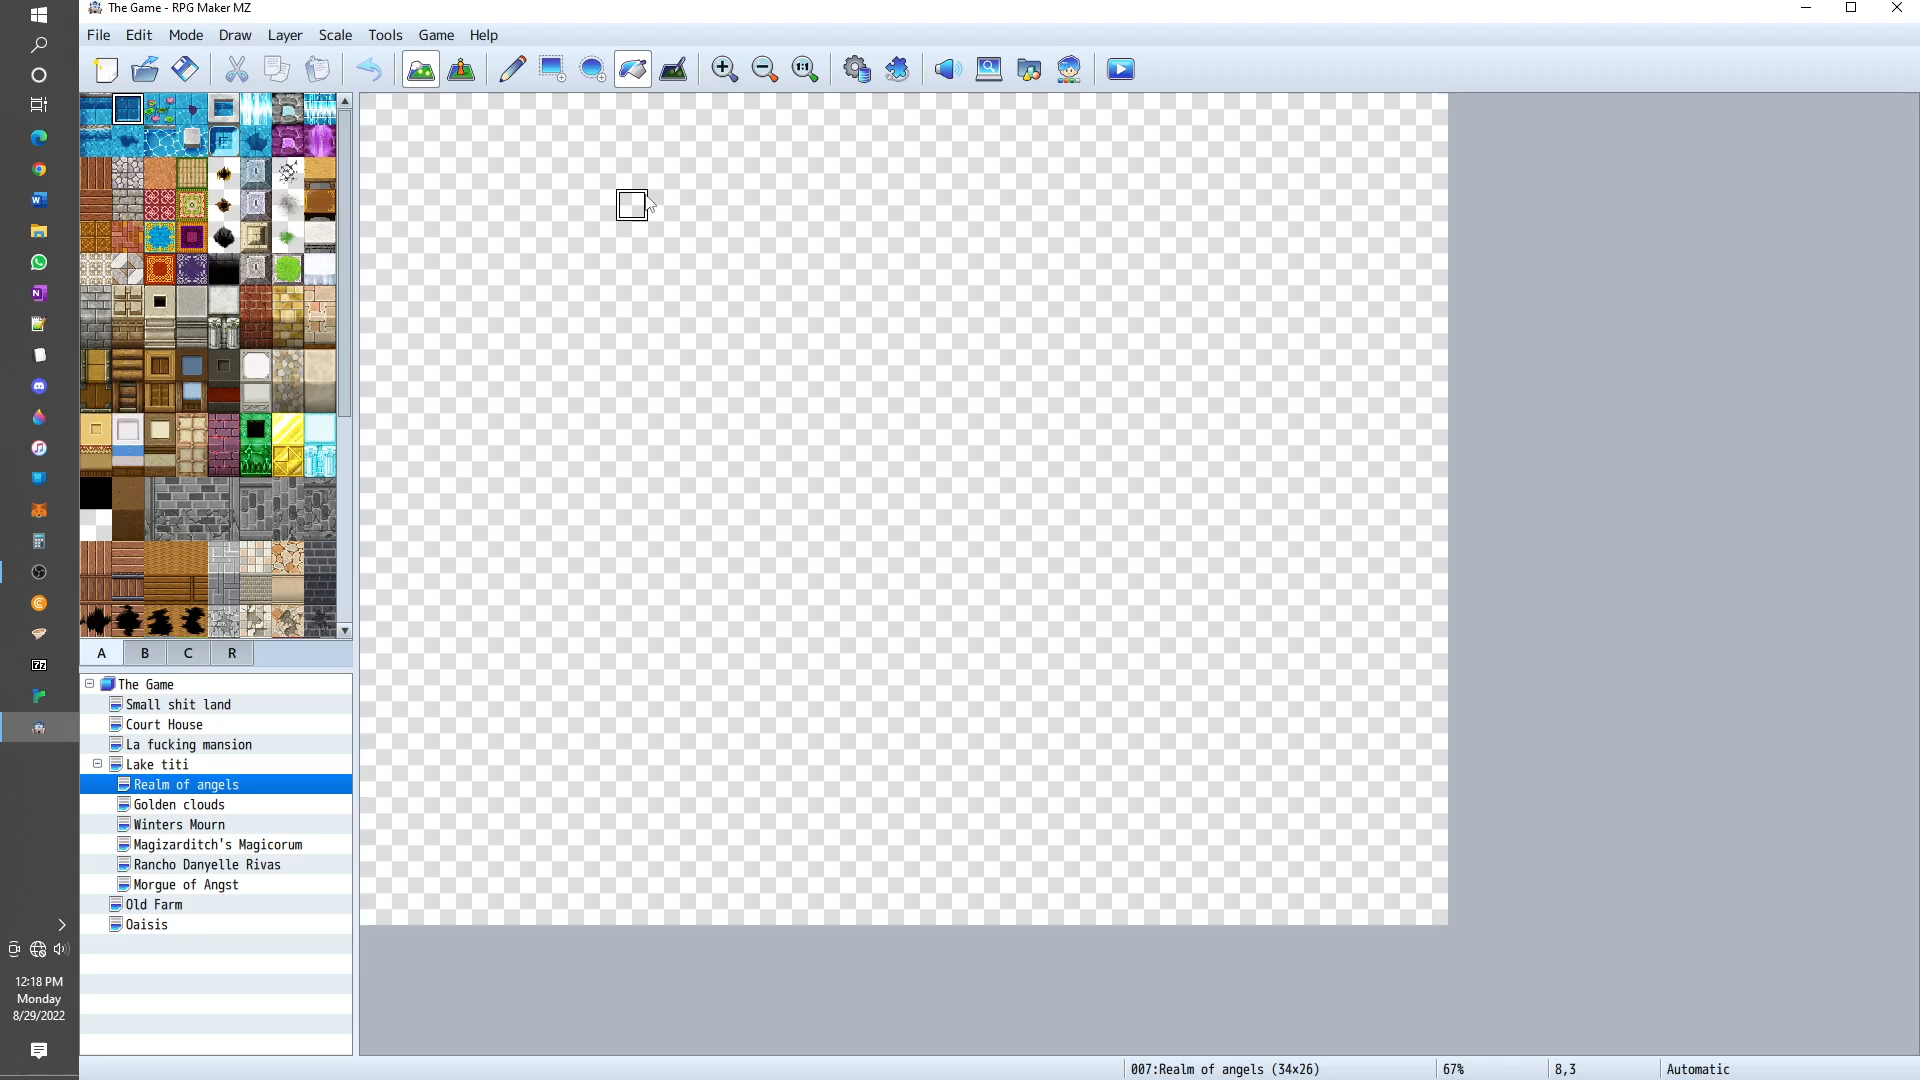 The Game - RPG Maker MZ
File Edit Mode Draw Layer Scale Tools Game Help
1:1
A B C R
The Game
Small shit land
Court House
La fucking mansion
Lake titi
Realm of angels
Golden clouds
Winters Mourn
Magizarditch's Magicorum
Rancho Danyelle Rivas
Morgue of Angst
Old Farm
Oaisis
12:18 PM
Monday
8/29/2022
007:Realm of angels (34x26) 67% 8,3 Automatic